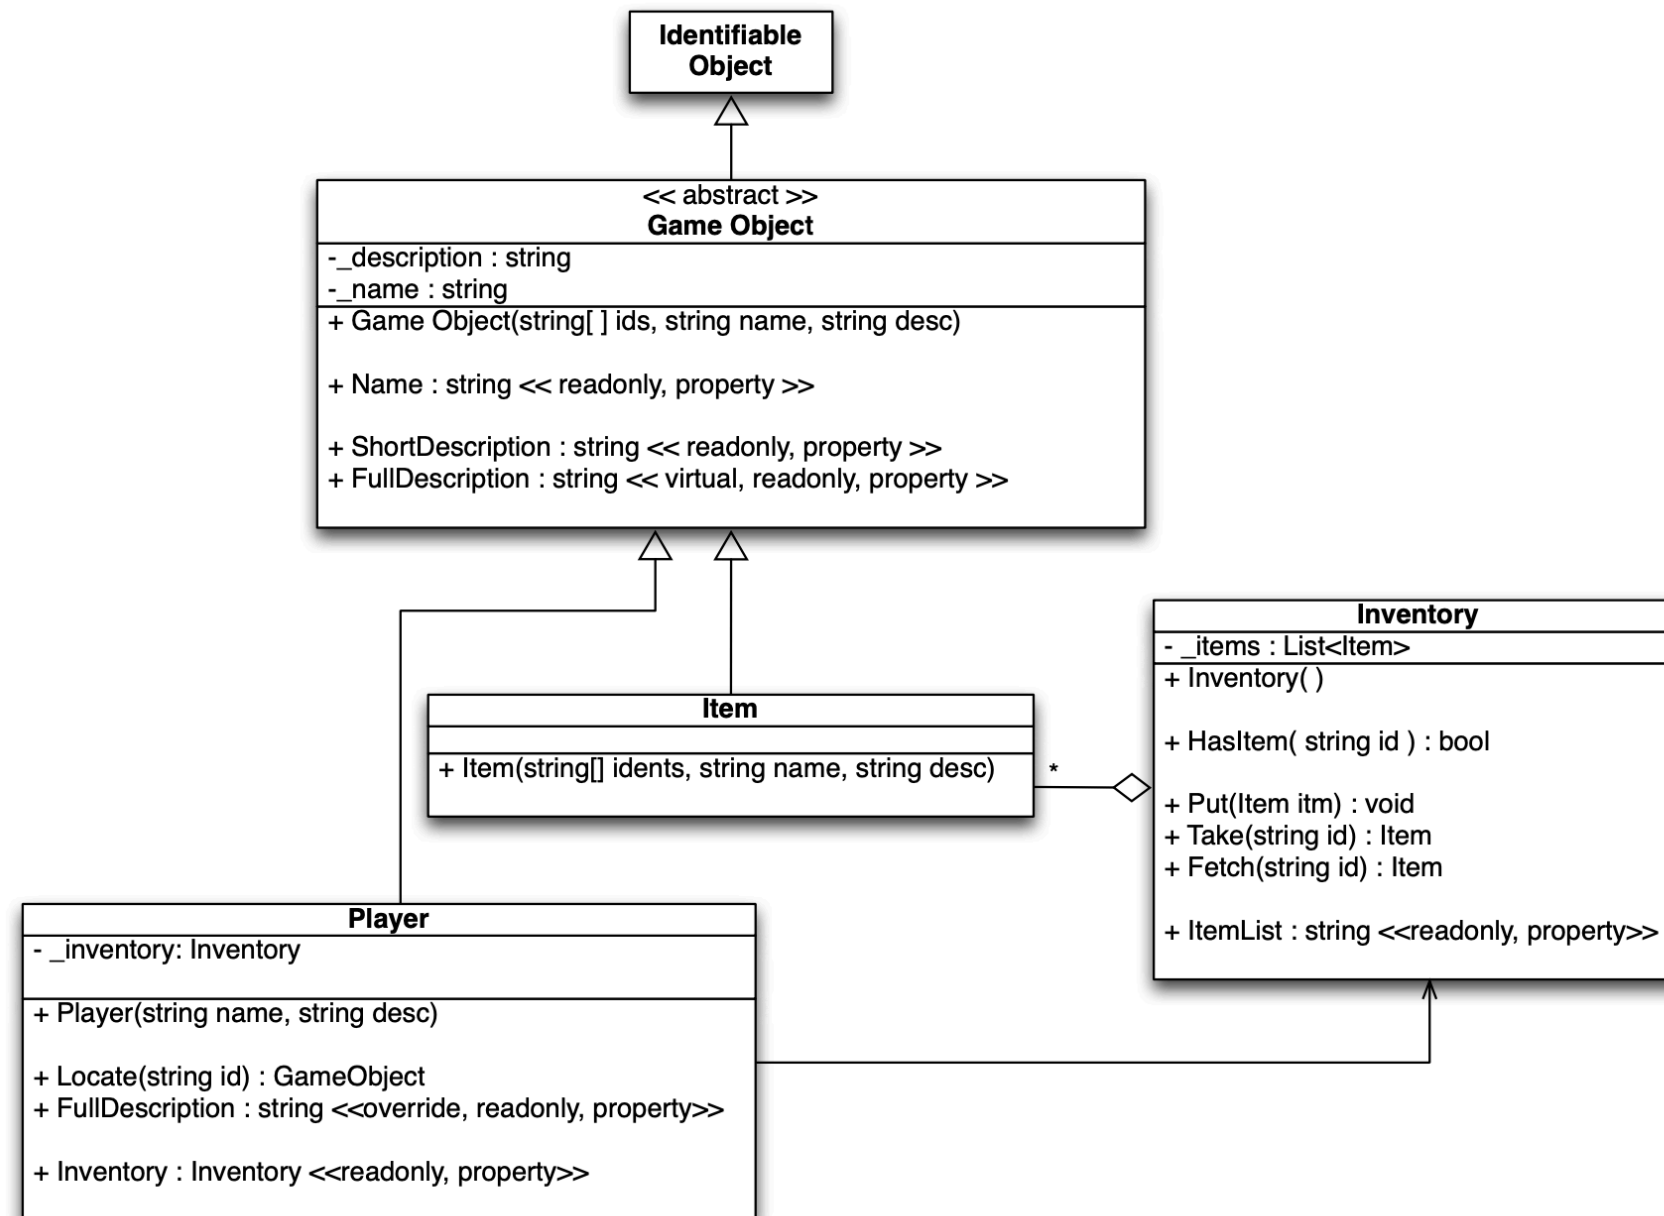 Identifiable
Object
<< abstract >>
Game Object
-_description : string
-_name : string
+ Game Object(string[ ] ids, string name, string desc)
+ Name : string << readonly, property >>
+ ShortDescription : string << readonly, property >>
+ FullDescription : string << virtual, readonly, property >>
Inventory
- _items : List<Item>
+ Inventory( )
+ HasItem( string id ) : bool
+ Put(Item itm) : void
+ Take(string id) : Item
+ Fetch(string id) : Item
+ ItemList : string <<readonly, property>>
Item
+ Item(string[] idents, string name, string desc)
*
Player
- _inventory: Inventory
+ Player(string name, string desc)
+ Locate(string id) : GameObject
+ FullDescription : string <<override, readonly, property>>
+ Inventory : Inventory <<readonly, property>>